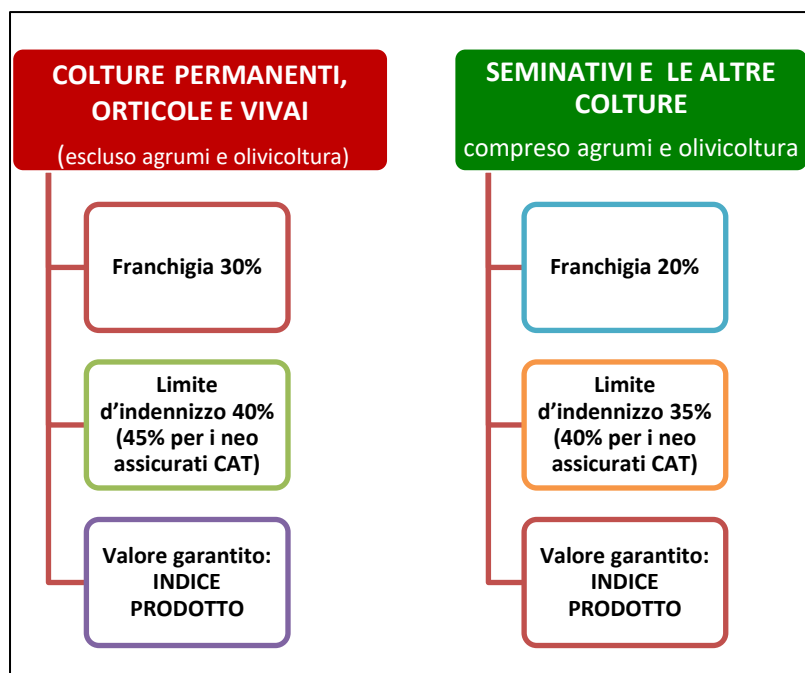 COLTURE PERMANENTI,
ORTICOLE E VIVAI
(escluso agrumi e olivicoltura)
Franchigia 30%
Limite
d'indennizzo 40%
(45% per i neo
assicurati CAT)
Valore garantito:
INDICE
PRODOTTO
SEMINATIVI E LE ALTRE
COLTURE
compreso agrumi e olivicoltura
Franchigia 20%
Limite
d'indennizzo 35%
(40% per i neo
assicurati CAT)
Valore garantito:
INDICE
PRODOTTO